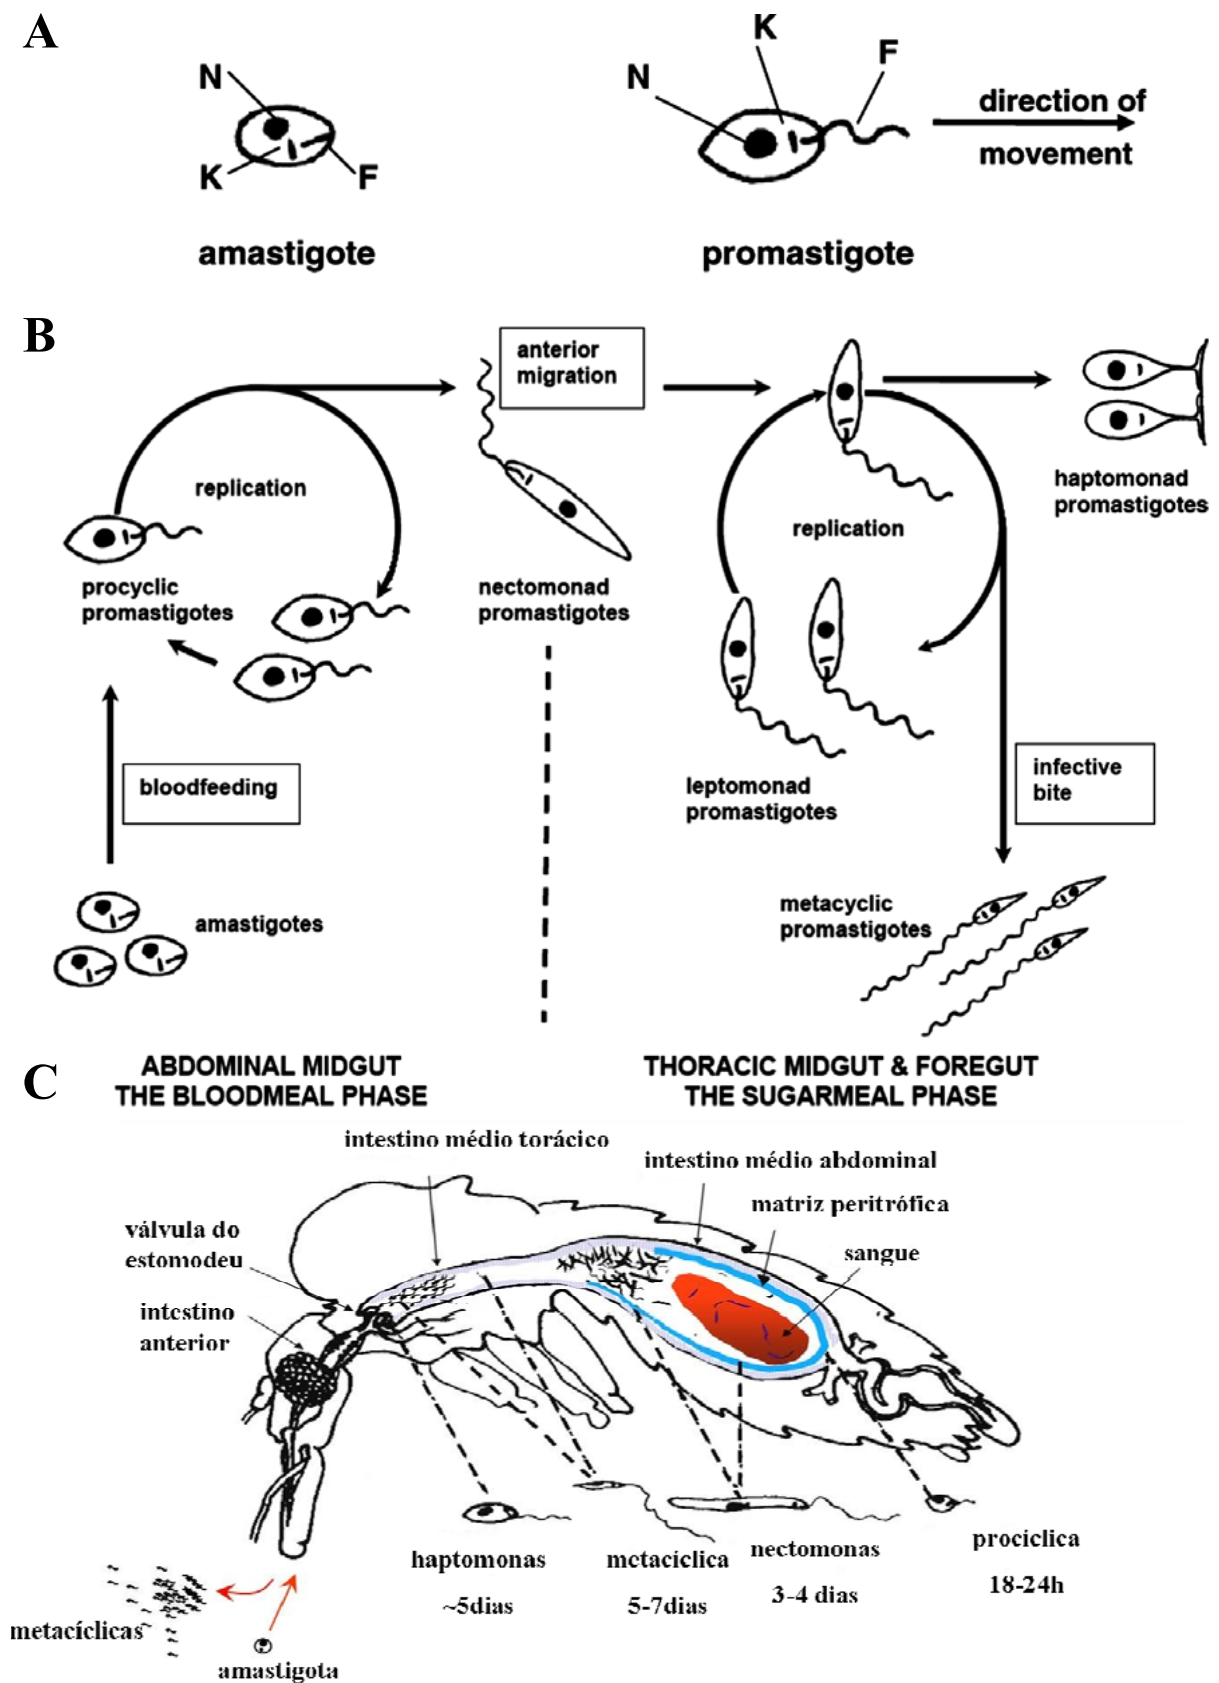 A
N
K
F
amastigote
K
N
F
direction of
movement
promastigote
B
anterior
migration
replication
procyclic
promastigotes
nectomonad
promastigotes
replication
haptomonad
promastigotes
bloodfeeding
leptomonad
promastigotes
infective
bite
amastigotes
metacyclic
promastigotes
ABDOMINAL MIDGUT
THE BLOODMEAL PHASE
THORACIC MIDGUT & FOREGUT
THE SUGARMEAL PHASE
C
intestino médio torácico
intestino médio abdominal
matriz peritrófica
válvula do
estomodeu
sangue
intestino
anterior
haptomonas
~5dias
metacíclica
5-7dias
nectomonas
3-4 dias
prociclica
18-24h
metacíclicas
amastigota